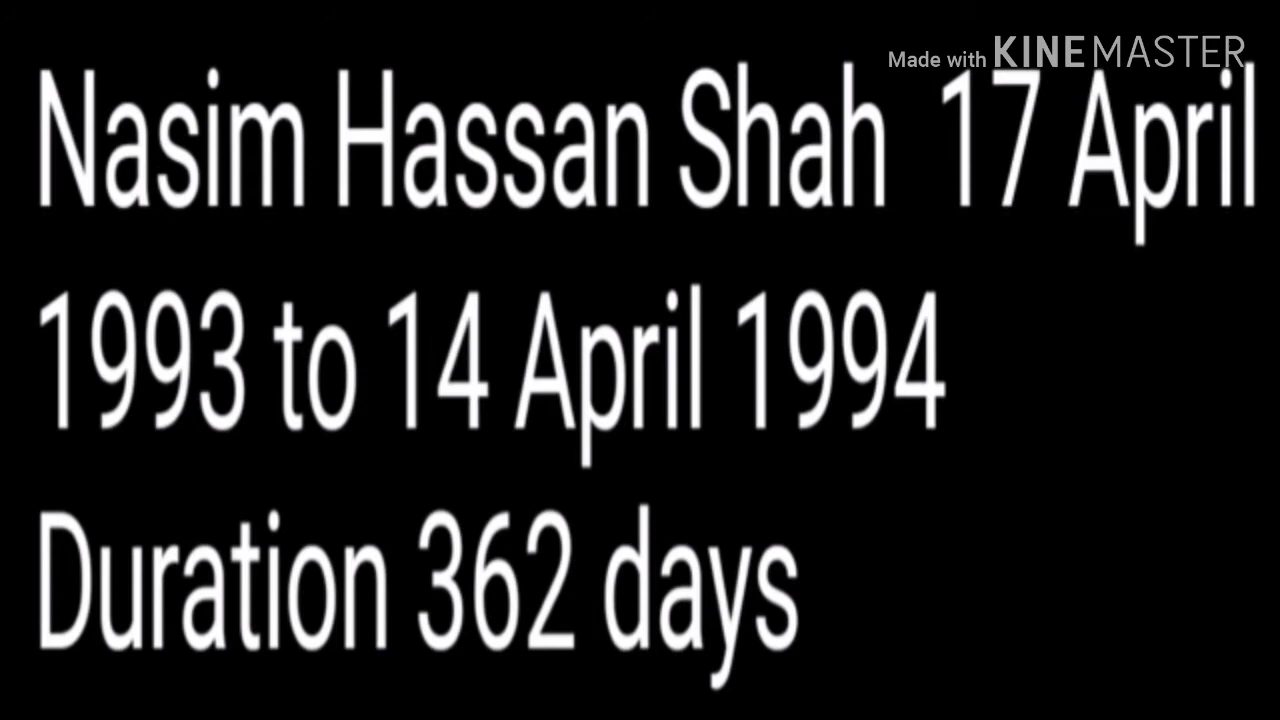 Made with KINEMASTER
Nasim Hassan Shah 17 April
1993 to 14 April 1994
Duration 362 days